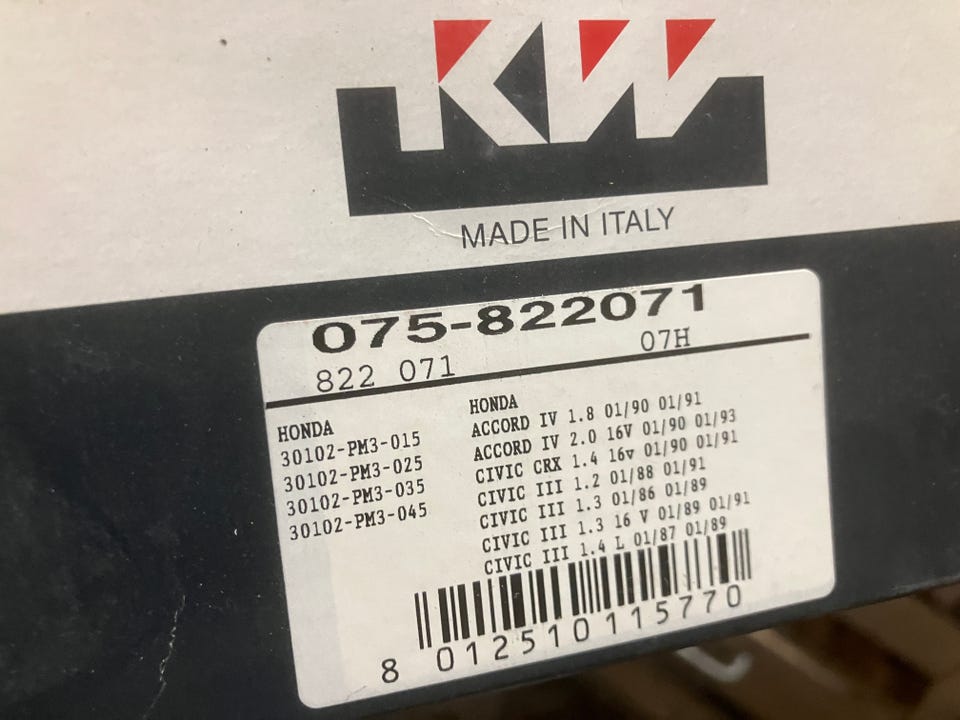 KW
MADE IN ITALY
075-822071
822 071 07H
HONDA
30102-PM3-015
30102-PM3-025
30102-PM3-035
30102-PM3-045
HONDA
ACCORD IV 1.8 01/90 01/91
ACCORD IV 2.0 16V 01/90 01/93
CIVIC CRX 1.4 16v 01/90 01/91
CIVIC III 1.2 01/88 01/91
CIVIC III 1.3 01/86 01/89
CIVIC III 1.3 16 V 01/89 01/91
CIVIC III 1.4 L 01/87 01/89
8 012510 115770